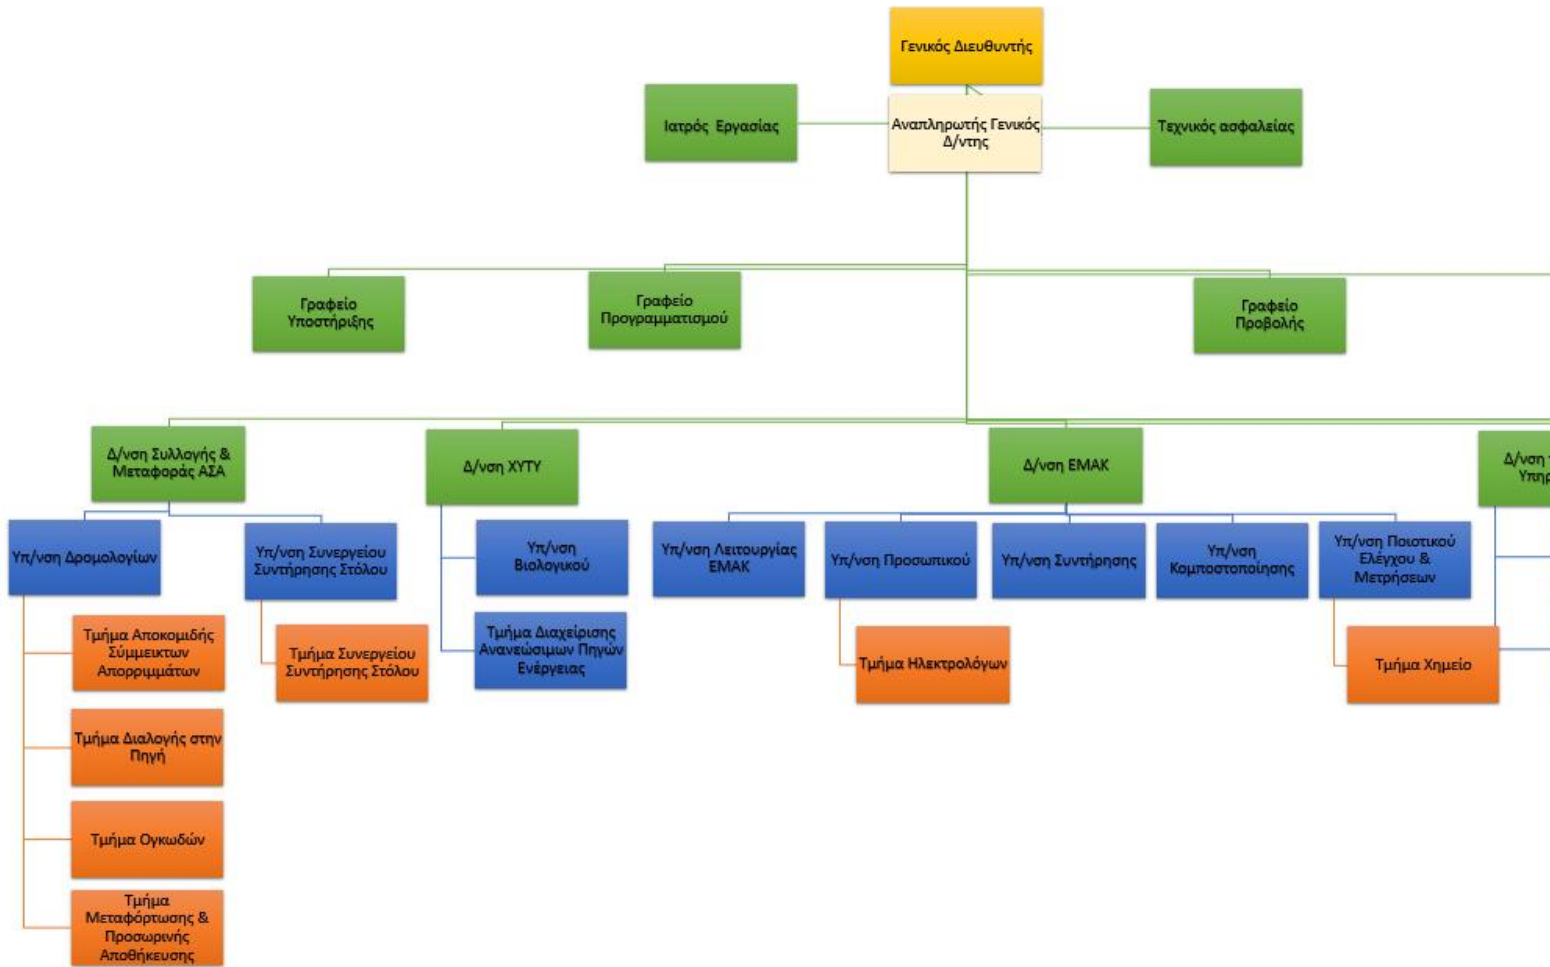 Γενικός Διευθυντής
Ιατρός Εργασίας
Αναπληρωτής Γενικός
Δ/ντης
Τεχνικός ασφαλείας
Γραφείο
Υποστήριξης
Γραφείο
Προγραμματισμού
Γραφείο
Προβολής
Δ/νση Συλλογής &
Μεταφοράς ΑΣΑ
Δ/νση ΧΥΤΥ
Δ/νση ΕΜΑΚ
Δ/νση
Υπ/νση Δρομολογίων
Υπ/νση Συνεργείου
Συντήρησης Στόλου
Υπ/νση
Βιολογικού
Υπ/νση Λειτουργίας
ΕΜΑΚ
Υπ/νση Προσωπικού
Υπ/νση Συντήρησης
Υπ/νση
Κομποστοποίησης
Υπ/νση Ποιοτικού
Ελέγχου &
Μετρήσεων
Τμήμα Αποκομιδής
Σύμμεικτων
Απορριμμάτων
Τμήμα Συνεργείου
Συντήρησης Στόλου
Τμήμα Διαχείρισης
Ανανεώσιμων Πηγών
Ενέργειας
Τμήμα Ηλεκτρολόγων
Τμήμα Χημείο
Τμήμα Διαλογής στην
Πηγή
Τμήμα Ογκωδών
Τμήμα
Μεταφόρτωσης &
Προσωρινής
Αποθήκευσης